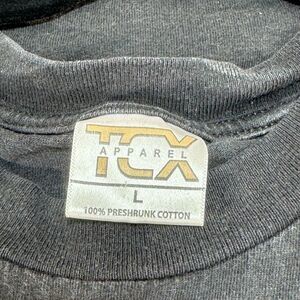 TCX
APPAREL
L
100% PRESHRUNK COTTON